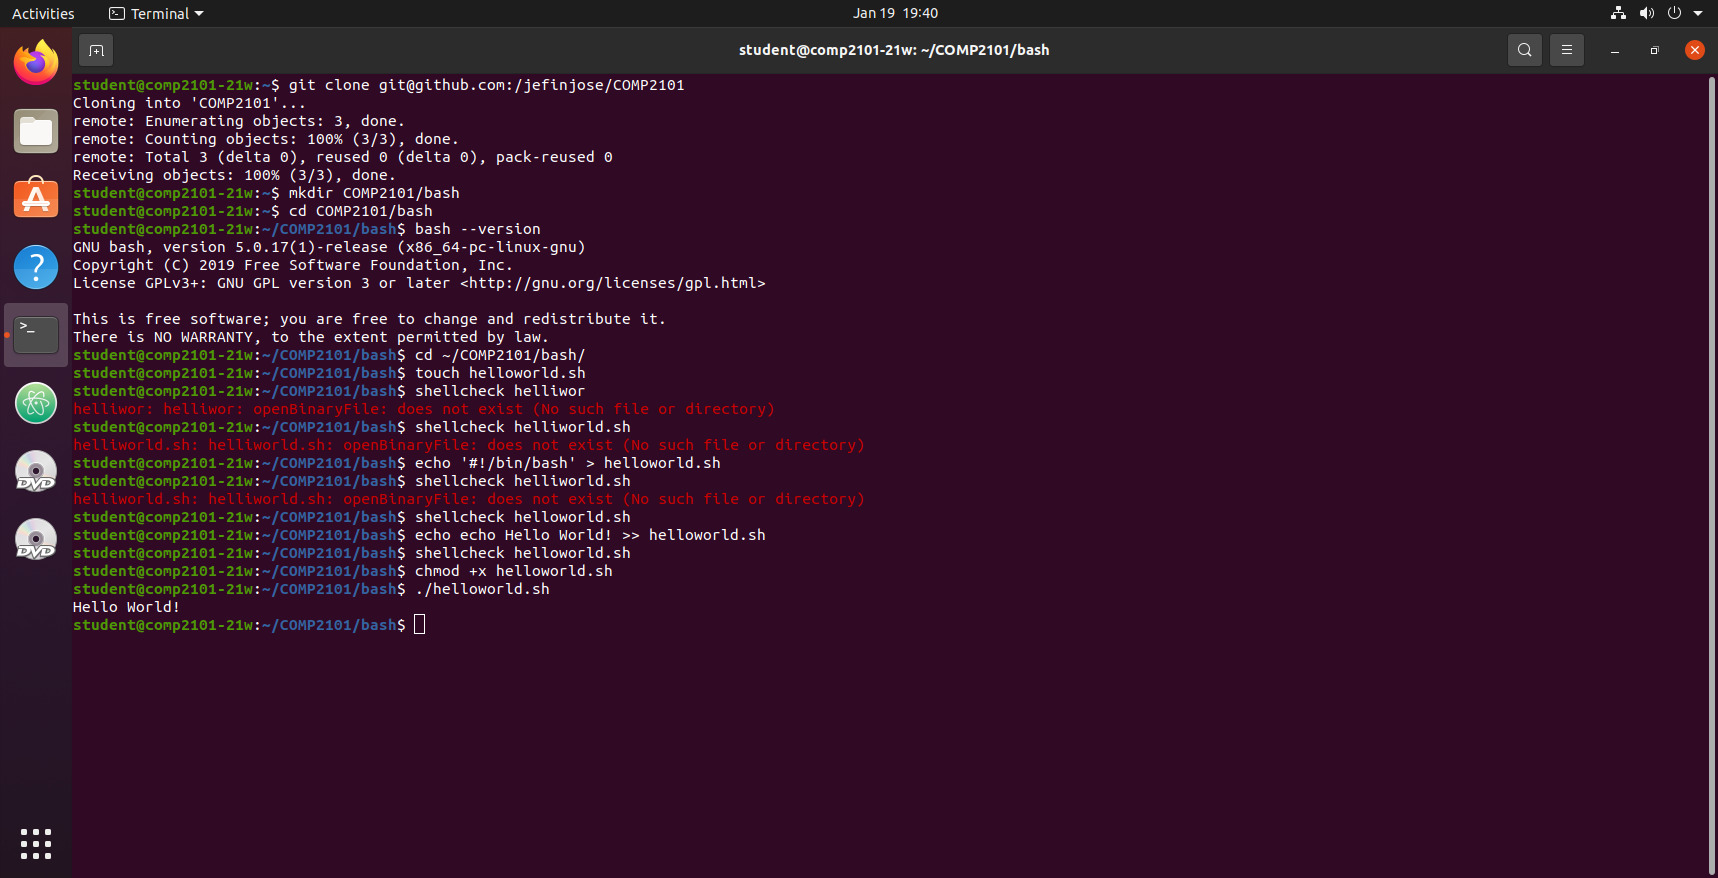 Activities
Terminal
Jan 19 19:40
student@comp2101-21w: ~/COMP2101/bash
student@comp2101-21w:~$ git clone git@github.com:/jefinjose/COMP2101
Cloning into 'COMP2101'...
remote: Enumerating objects: 3, done.
remote: Counting objects: 100% (3/3), done.
remote: Total 3 (delta 0), reused 0 (delta 0), pack-reused 0
Receiving objects: 100% (3/3), done.
student@comp2101-21w:~$ mkdir COMP2101/bash
student@comp2101-21w:~$ cd COMP2101/bash
student@comp2101-21w:~/COMP2101/bash$ bash --version
GNU bash, version 5.0.17(1)-release (x86_64-pc-linux-gnu)
Copyright (C) 2019 Free Software Foundation, Inc.
License GPLv3+: GNU GPL version 3 or later <http://gnu.org/licenses/gpl.html>
This is free software; you are free to change and redistribute it.
There is NO WARRANTY, to the extent permitted by law.
student@comp2101-21w:~/COMP2101/bash$ cd ~/COMP2101/bash/
student@comp2101-21w:~/COMP2101/bash$ touch helloworld.sh
student@comp2101-21w:~/COMP2101/bash$ shellcheck helliwor
helliwor: helliwor: openBinaryFile: does not exist (No such file or directory)
student@comp2101-21w:~/COMP2101/bash$ shellcheck helliworld.sh
helliworld.sh: helliworld.sh: openBinaryFile: does not exist (No such file or directory)
student@comp2101-21w:~/COMP2101/bash$ echo '#!/bin/bash' > helloworld.sh
student@comp2101-21w:~/COMP2101/bash$ shellcheck helliworld.sh
helliworld.sh: helliworld.sh: openBinaryFile: does not exist (No such file or directory)
student@comp2101-21w:~/COMP2101/bash$ shellcheck helloworld.sh
student@comp2101-21w:~/COMP2101/bash$ echo echo Hello World! >> helloworld.sh
student@comp2101-21w:~/COMP2101/bash$ shellcheck helloworld.sh
student@comp2101-21w:~/COMP2101/bash$ chmod +x helloworld.sh
student@comp2101-21w:~/COMP2101/bash$ ./helloworld.sh
Hello World!
student@comp2101-21w:~/COMP2101/bash$
DVD
DVD